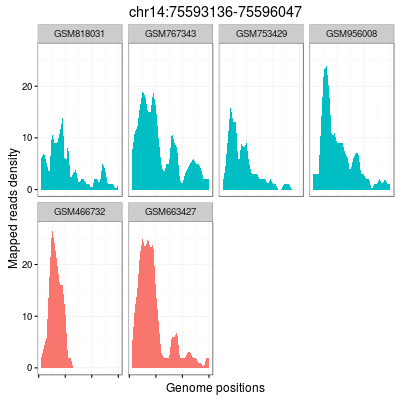 chr14:75593136-75596047
GSM818031 GSM767343 GSM753429 GSM956008
20
10
0
GSM466732 GSM663427
20
10
0
Mapped reads density
Genome positions